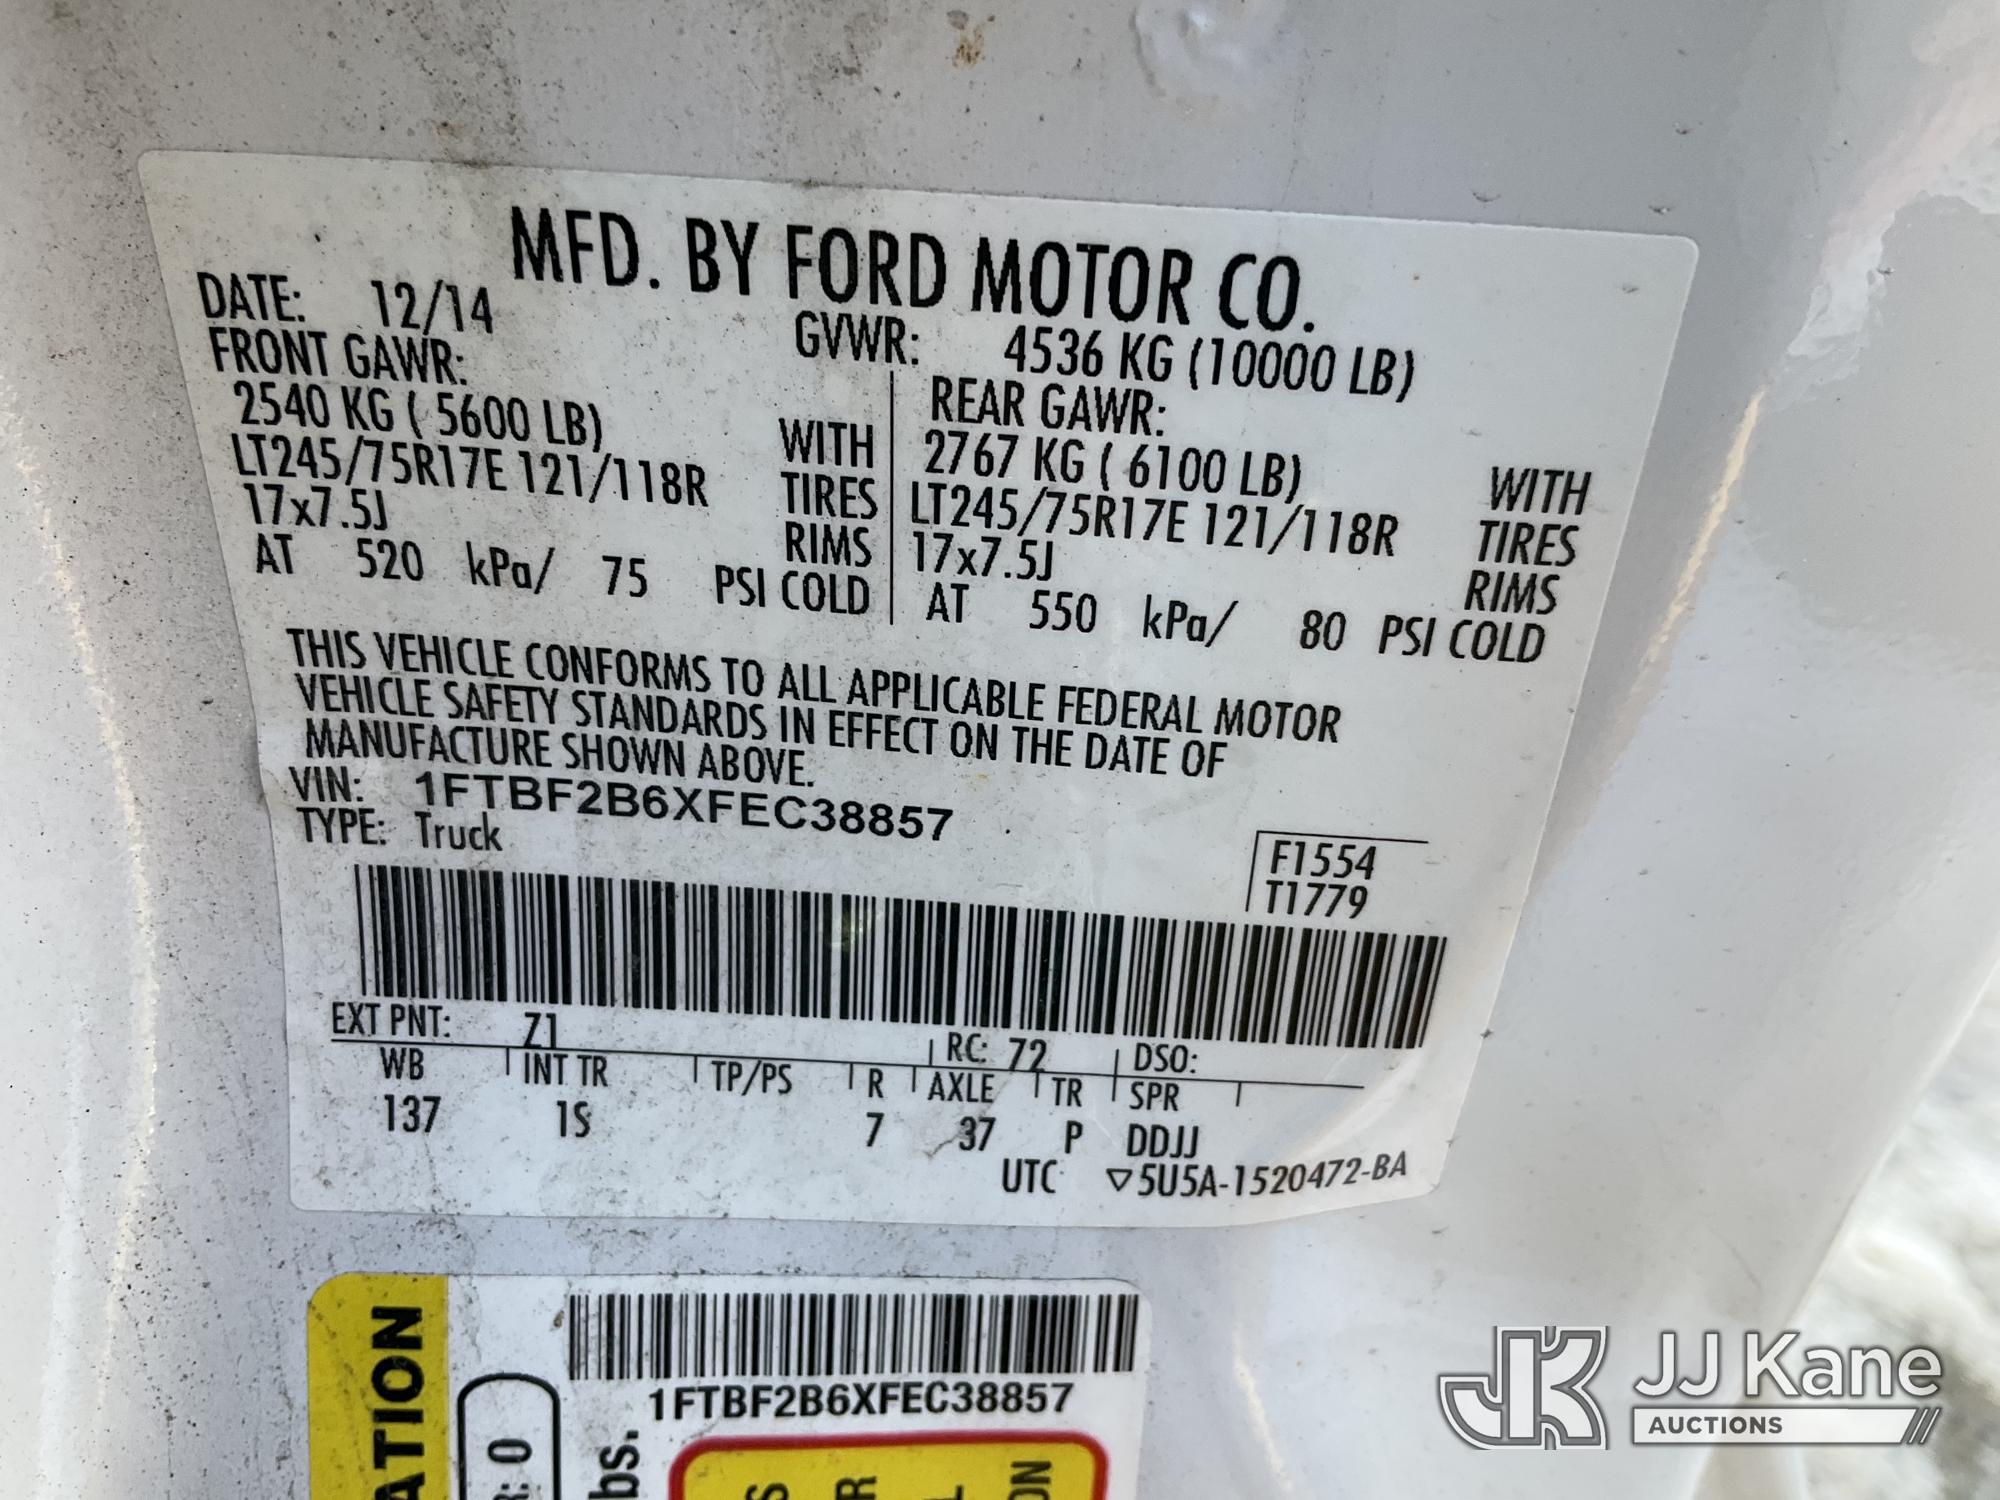 MFD. BY FORD MOTOR CO.
DATE: 12/14
GVWR: 4536 KG (10000 LB)
FRONT GAWR:
2540 KG ( 5600 LB) WITH
LT245/75R17E 121/118R TIRES
17x7.5J RIMS
AT 520 kPa/ 75 PSI COLD
REAR GAWR:
2767 KG ( 6100 LB) WITH
LT245/75R17E 121/118R TIRES
17x7.5J RIMS
AT 550 kPa/ 80 PSI COLD
THIS VEHICLE CONFORMS TO ALL APPLICABLE FEDERAL MOTOR
VEHICLE SAFETY STANDARDS IN EFFECT ON THE DATE OF
MANUFACTURE SHOWN ABOVE.
VIN: 1FTBF2B6XFEC38857
TYPE: Truck
F1554
T1779
EXT PNT: Z1 RC: 72 DSO:
WB INT TR TP/PS R AXLE TR SPR
137 1S 7 37 P DDJJ
UTC ▽5U5A-1520472-BA
1FTBF2B6XFEC38857
JJ Kane
AUCTIONS